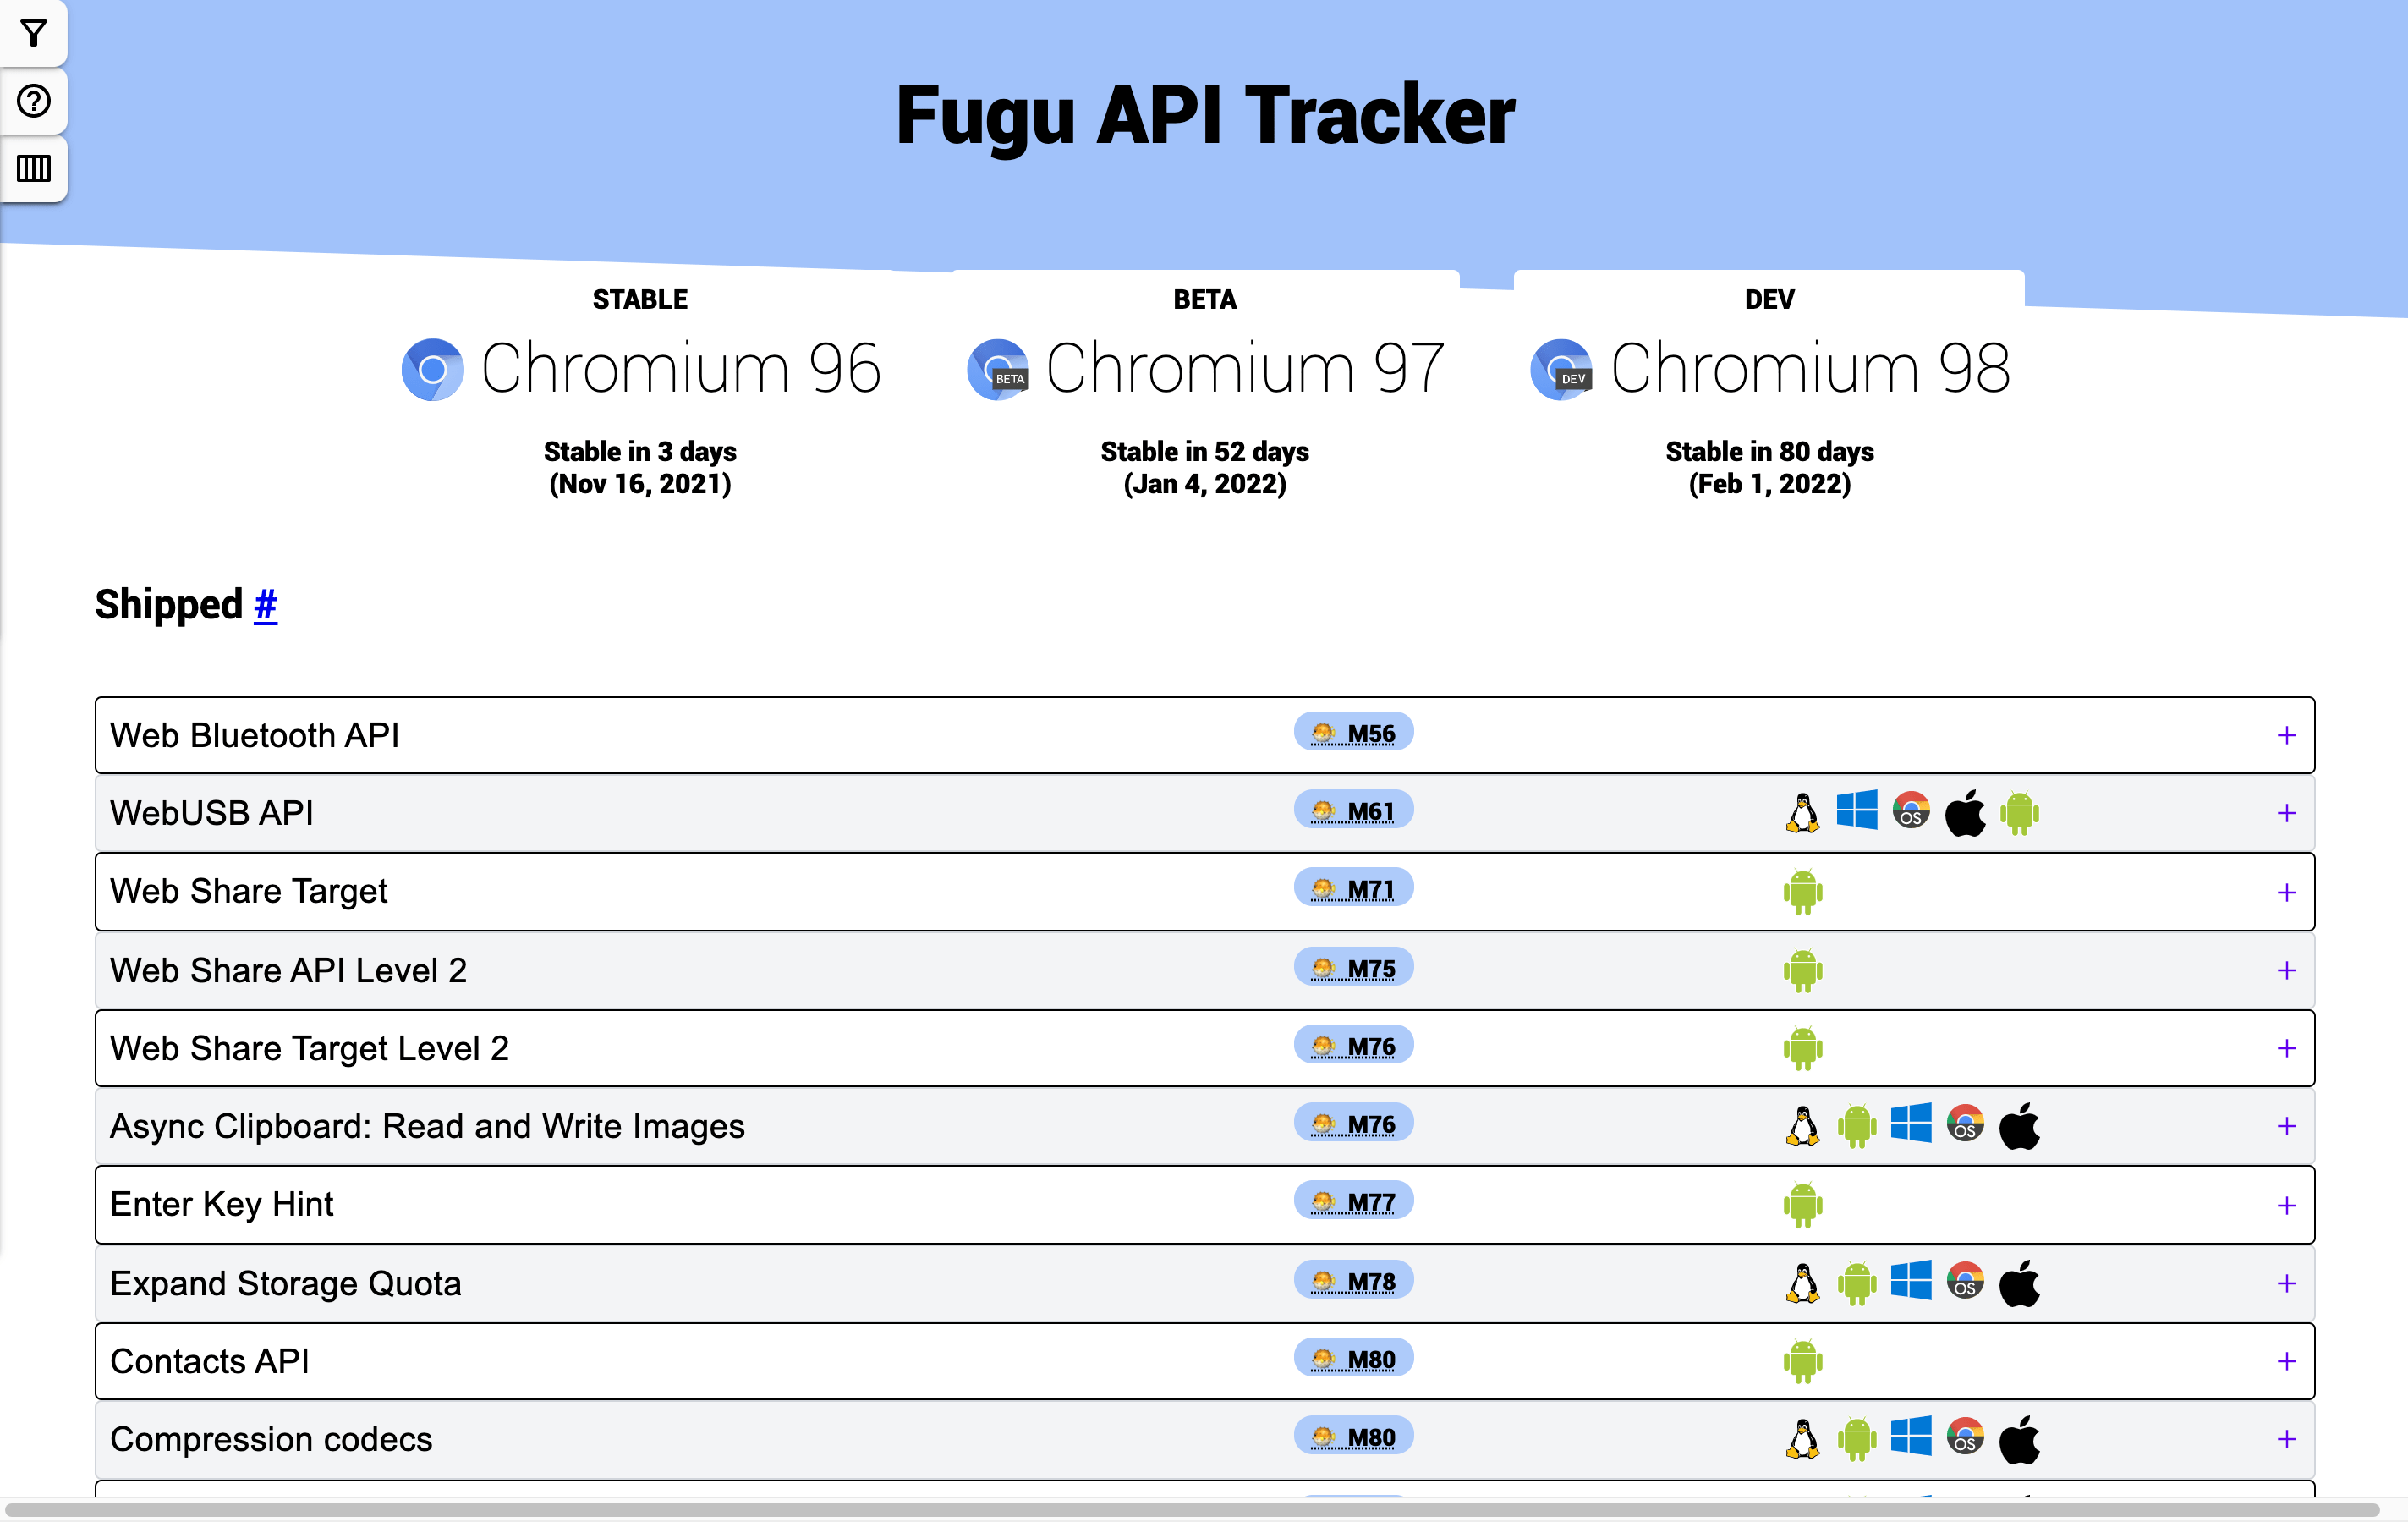 Fugu API Tracker
STABLE
Chromium 96
Stable in 3 days
(Nov 16, 2021)
BETA
BETA
Chromium 97
Stable in 52 days
(Jan 4, 2022)
DEV
DEV
Chromium 98
Stable in 80 days
(Feb 1, 2022)
Shipped #
Web Bluetooth API M56 +
WebUSB API M61 OS +
Web Share Target M71 +
Web Share API Level 2 M75 +
Web Share Target Level 2 M76 +
Async Clipboard: Read and Write Images M76 OS +
Enter Key Hint M77 +
Expand Storage Quota M78 OS +
Contacts API M80 +
Compression codecs M80 OS +